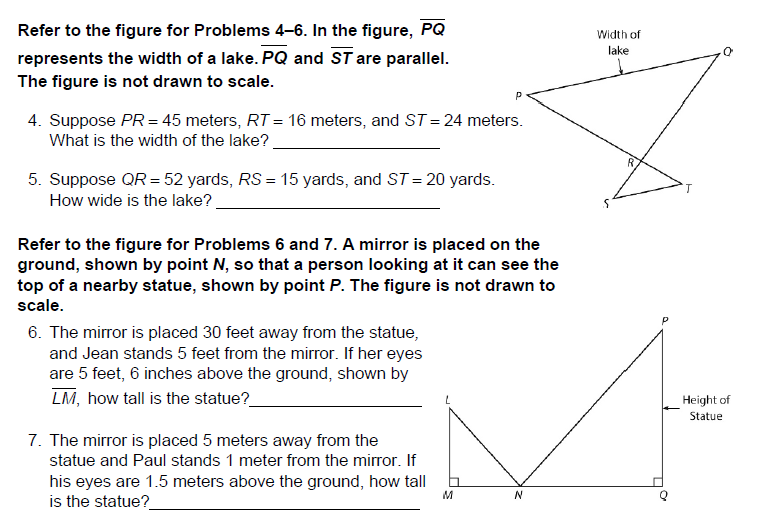 Refer to the figure for Problems 4–6. In the figure, PQ
represents the width of a lake. PQ and ST are parallel.
The figure is not drawn to scale.
4. Suppose PR = 45 meters, RT = 16 meters, and ST = 24 meters.
What is the width of the lake?
5. Suppose QR = 52 yards, RS = 15 yards, and ST = 20 yards.
How wide is the lake?
Width of
lake
Q
P
R
T
S
Refer to the figure for Problems 6 and 7. A mirror is placed on the
ground, shown by point N, so that a person looking at it can see the
top of a nearby statue, shown by point P. The figure is not drawn to
scale.
6. The mirror is placed 30 feet away from the statue,
and Jean stands 5 feet from the mirror. If her eyes
are 5 feet, 6 inches above the ground, shown by
LM, how tall is the statue?
7. The mirror is placed 5 meters away from the
statue and Paul stands 1 meter from the mirror. If
his eyes are 1.5 meters above the ground, how tall
is the statue?
P
L
Height of
Statue
M
N
Q